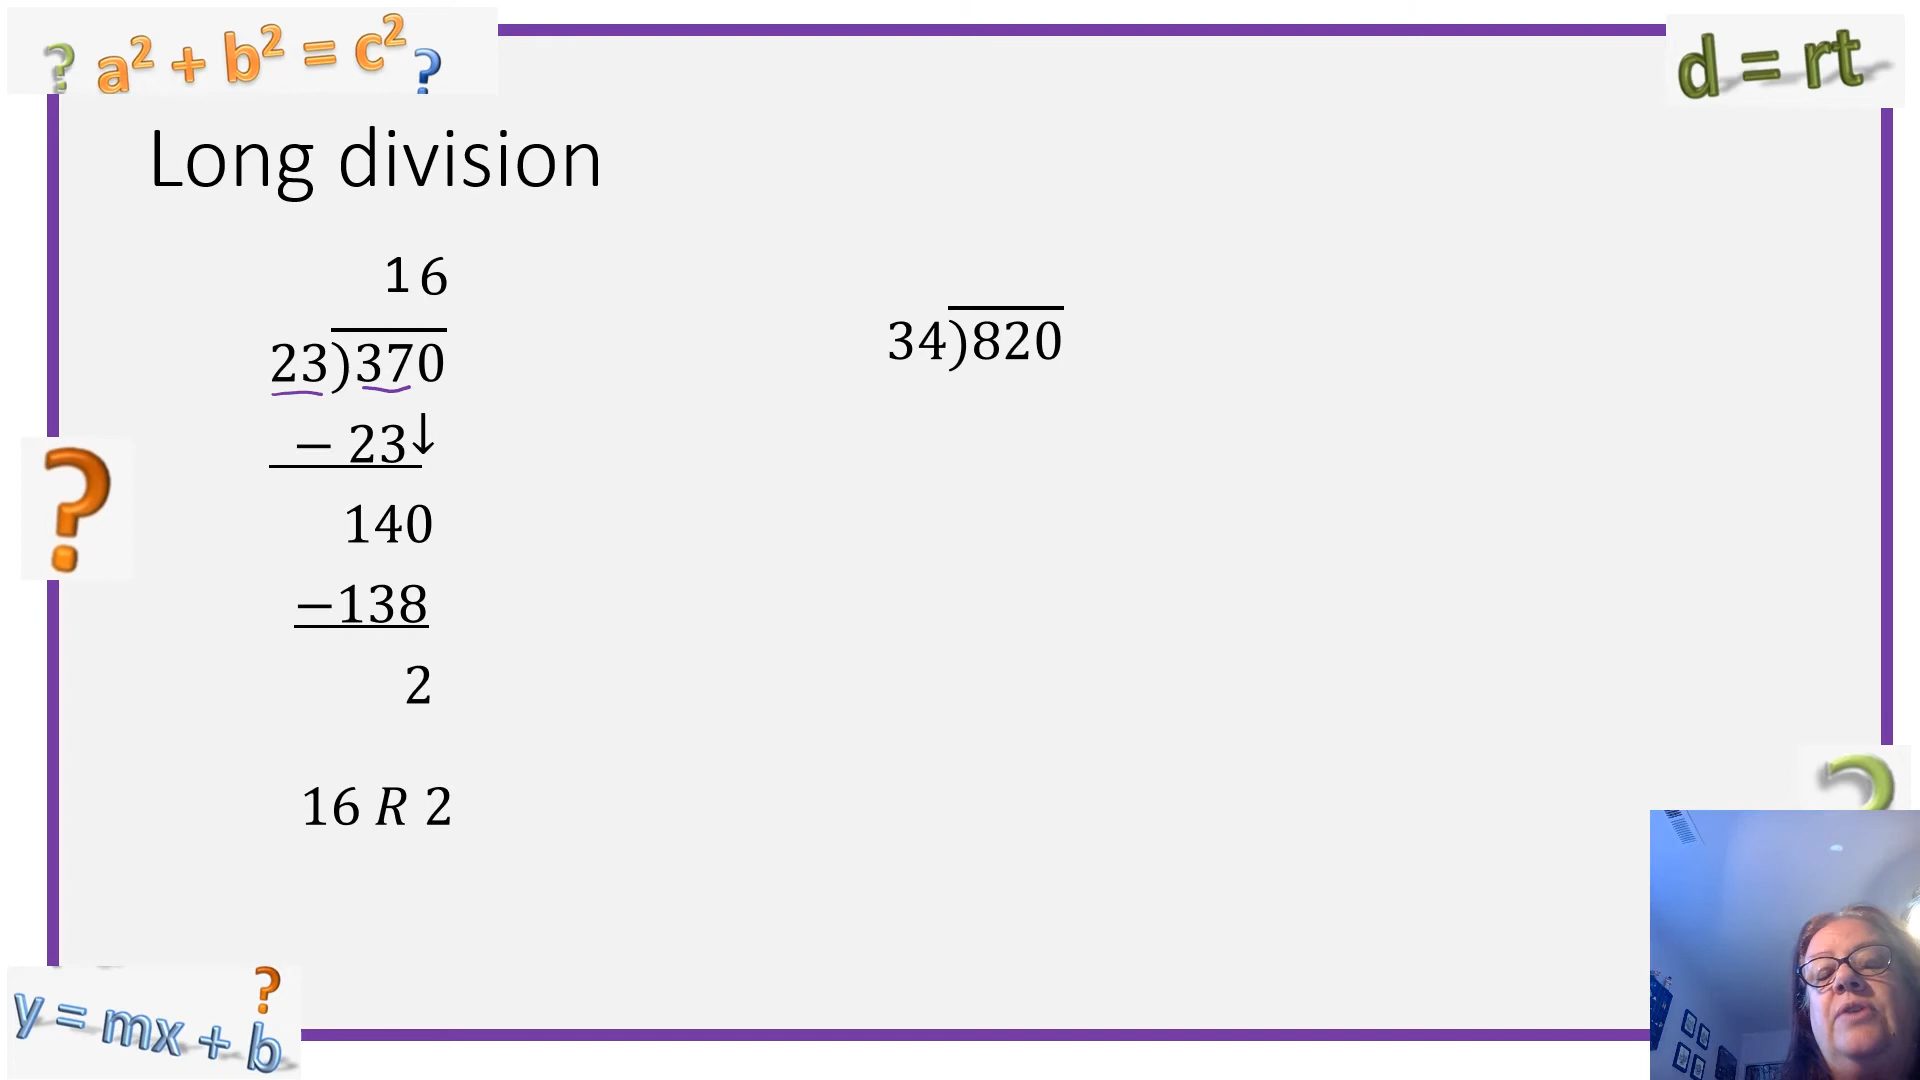 ? a² + b² = c² ?
d = rt
Long division
16
23)370
− 23↓
140
−138
2
16 R 2
34)820
?
?
?
y = mx + b